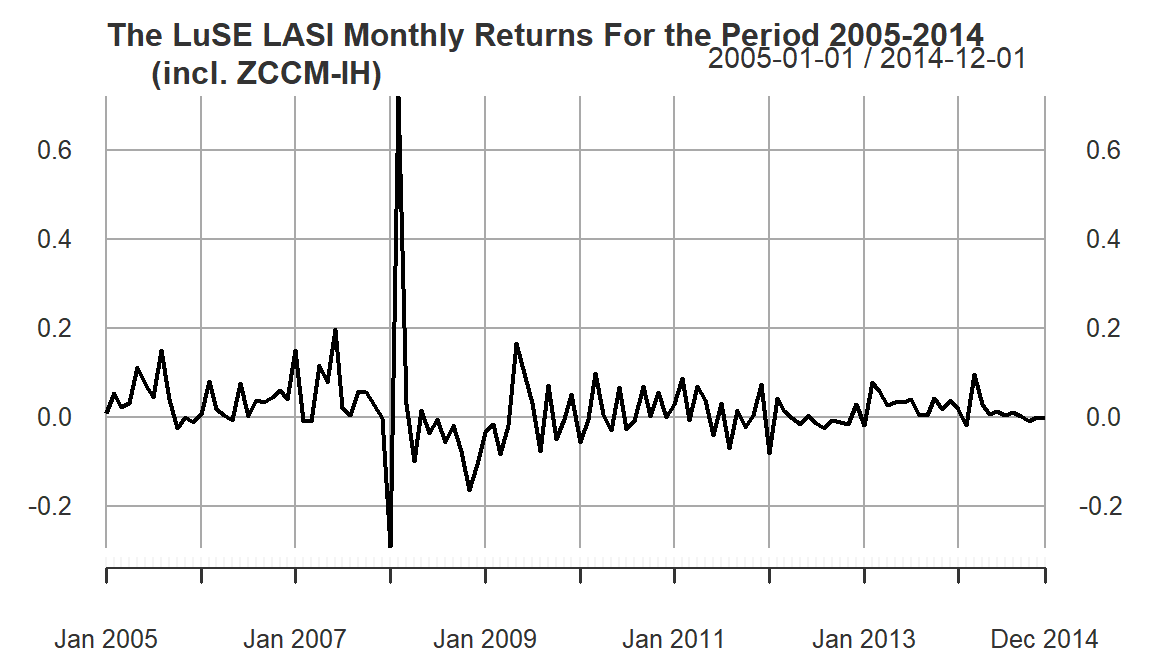 The LuSE LASI Monthly Returns For the Period 2005-2014
(incl. ZCCM-IH)
2005-01-01 / 2014-12-01
0.6 0.6
0.4 0.4
0.2 0.2
0.0 0.0
-0.2 -0.2
Jan 2005 Jan 2007 Jan 2009 Jan 2011 Jan 2013 Dec 2014